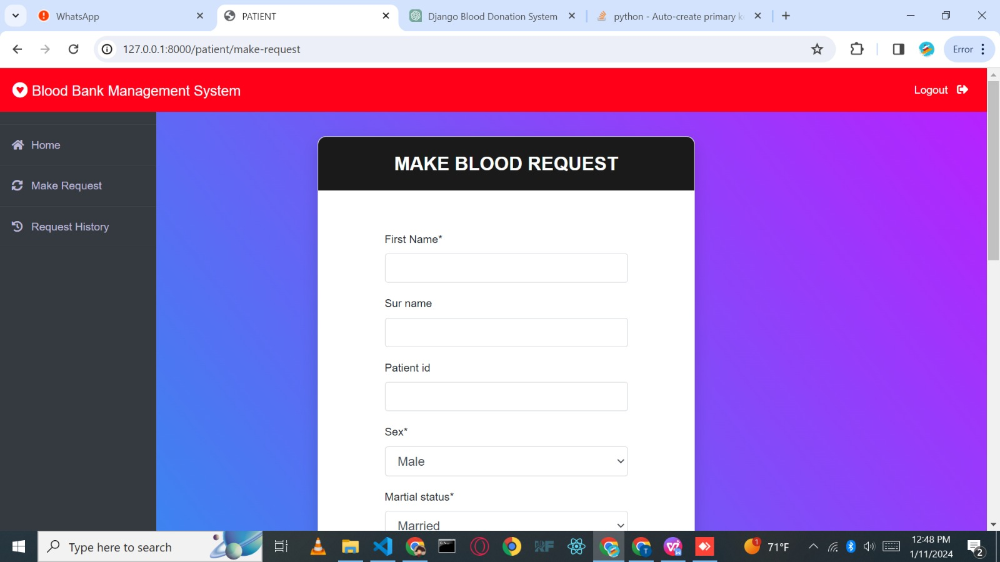 WhatsApp
PATIENT
Django Blood Donation System
python - Auto-create primary k
127.0.0.1:8000/patient/make-request
Error
Blood Bank Management System
Logout
Home
Make Request
Request History
MAKE BLOOD REQUEST
First Name*
Sur name
Patient id
Sex*
Male
Martial status*
Married
Type here to search
1
71°F
12:48 PM
1/11/2024
2